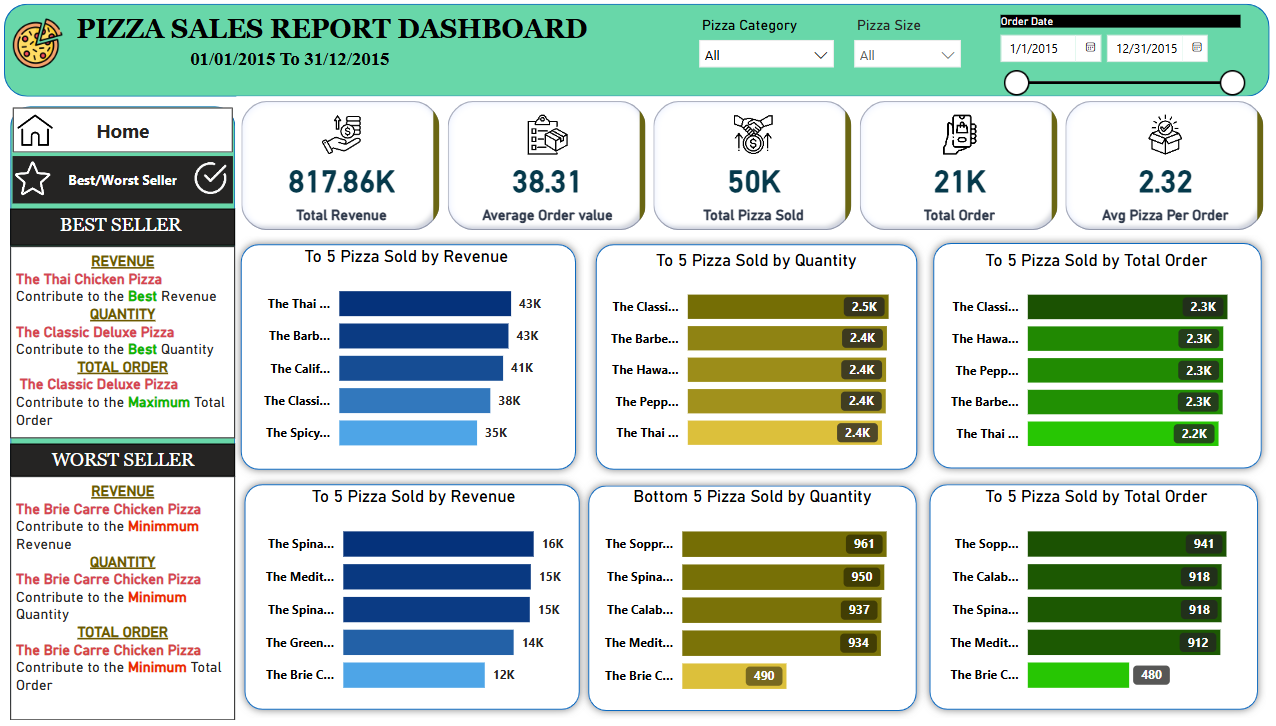 PIZZA SALES REPORT DASHBOARD
01/01/2015 To 31/12/2015
Pizza Category
All
Pizza Size
All
Order Date
1/1/2015
12/31/2015
Home
Best/Worst Seller
BEST SELLER
REVENUE
The Thai Chicken Pizza
Contribute to the Best Revenue
QUANTITY
The Classic Deluxe Pizza
Contribute to the Best Quantity
TOTAL ORDER
The Classic Deluxe Pizza
Contribute to the Maximum Total
Order
WORST SELLER
REVENUE
The Brie Carre Chicken Pizza
Contribute to the Minimmum
Revenue
QUANTITY
The Brie Carre Chicken Pizza
Contribute to the Minimum
Quantity
TOTAL ORDER
The Brie Carre Chicken Pizza
Contribute to the Minimum Total
Order
817.86K
Total Revenue
38.31
Average Order value
50K
Total Pizza Sold
21K
Total Order
2.32
Avg Pizza Per Order
To 5 Pizza Sold by Revenue
The Thai ... 43K
The Barb... 43K
The Calif... 41K
The Classi... 38K
The Spicy... 35K
To 5 Pizza Sold by Quantity
The Classi... 2.5K
The Barbe... 2.4K
The Hawa... 2.4K
The Pepp... 2.4K
The Thai ... 2.4K
To 5 Pizza Sold by Total Order
The Classi... 2.3K
The Hawa... 2.3K
The Pepp... 2.3K
The Barbe... 2.3K
The Thai ... 2.2K
To 5 Pizza Sold by Revenue
The Spina... 16K
The Medit... 15K
The Spina... 15K
The Green... 14K
The Brie C... 12K
Bottom 5 Pizza Sold by Quantity
The Soppr... 961
The Spina... 950
The Calab... 937
The Medit... 934
The Brie C... 490
To 5 Pizza Sold by Total Order
The Sopp... 941
The Calab... 918
The Spina... 918
The Medit... 912
The Brie C... 480